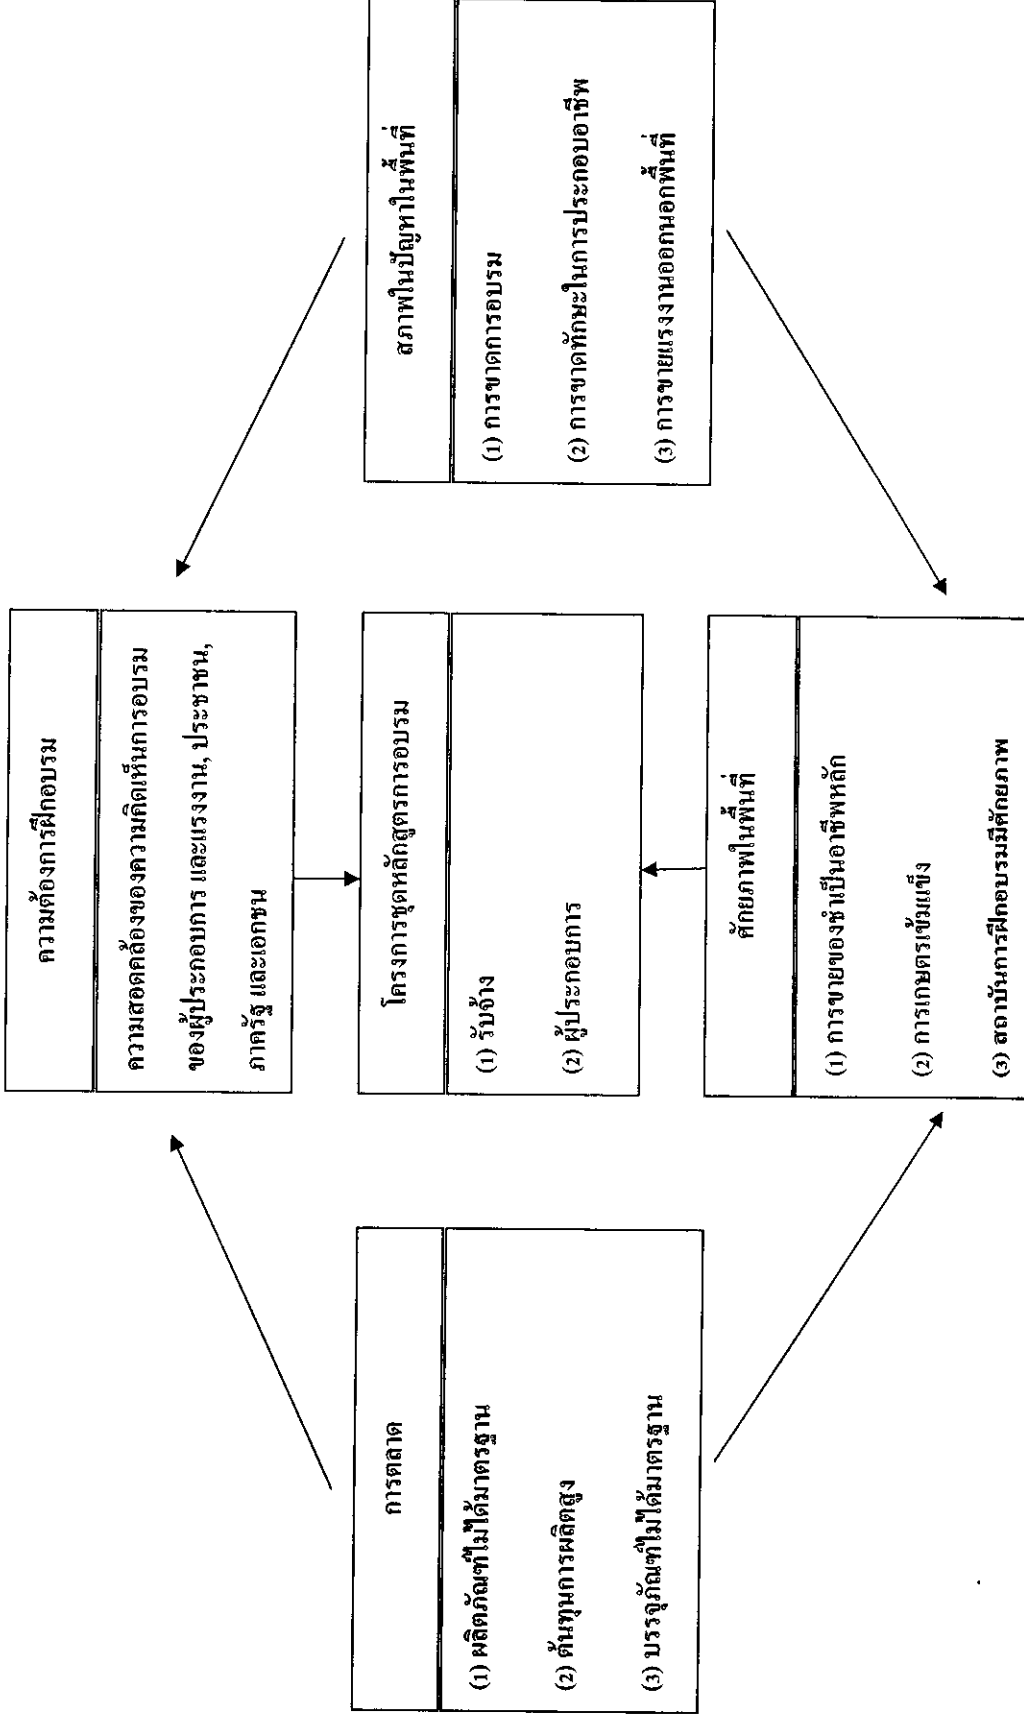 ความต้องการฝึกอบรม
ความสอดคล้องของความคิดเห็นการอบรม
ของผู้ประกอบการ และแรงงาน, ประชาชน,
ภาครัฐ และเอกชน
การตลาด
(1) ผลิตภัณฑ์ไม่ได้มาตรฐาน
(2) ต้นทุนการผลิตสูง
(3) บรรจุภัณฑ์ไม่ได้มาตรฐาน
โครงการชุดหลักสูตรการอบรม
(1) รับจ้าง
(2) ผู้ประกอบการ
สภาพในปัญหาในพื้นที่
(1) การขาดการอบรม
(2) การขาดทักษะในการประกอบอาชีพ
(3) การขายแรงงานออกนอกพื้นที่
ศักยภาพในพื้นที่
(1) การขายของชำเป็นอาชีพหลัก
(2) การเกษตรเข้มแข็ง
(3) สถาบันการฝึกอบรมมีศักยภาพ